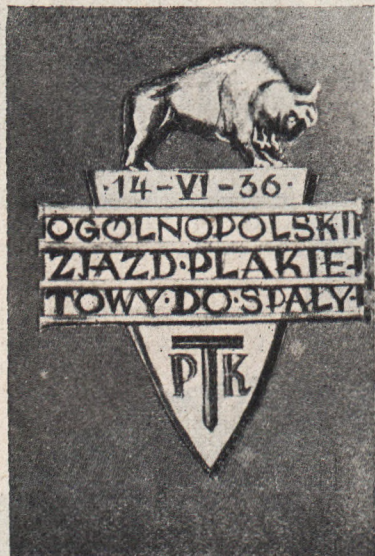 ·14-VI-36·
OGÓLNOPOLSKI
ZJAZD·PLAKIE-
TOWY·DO·SPAŁY·
PTK